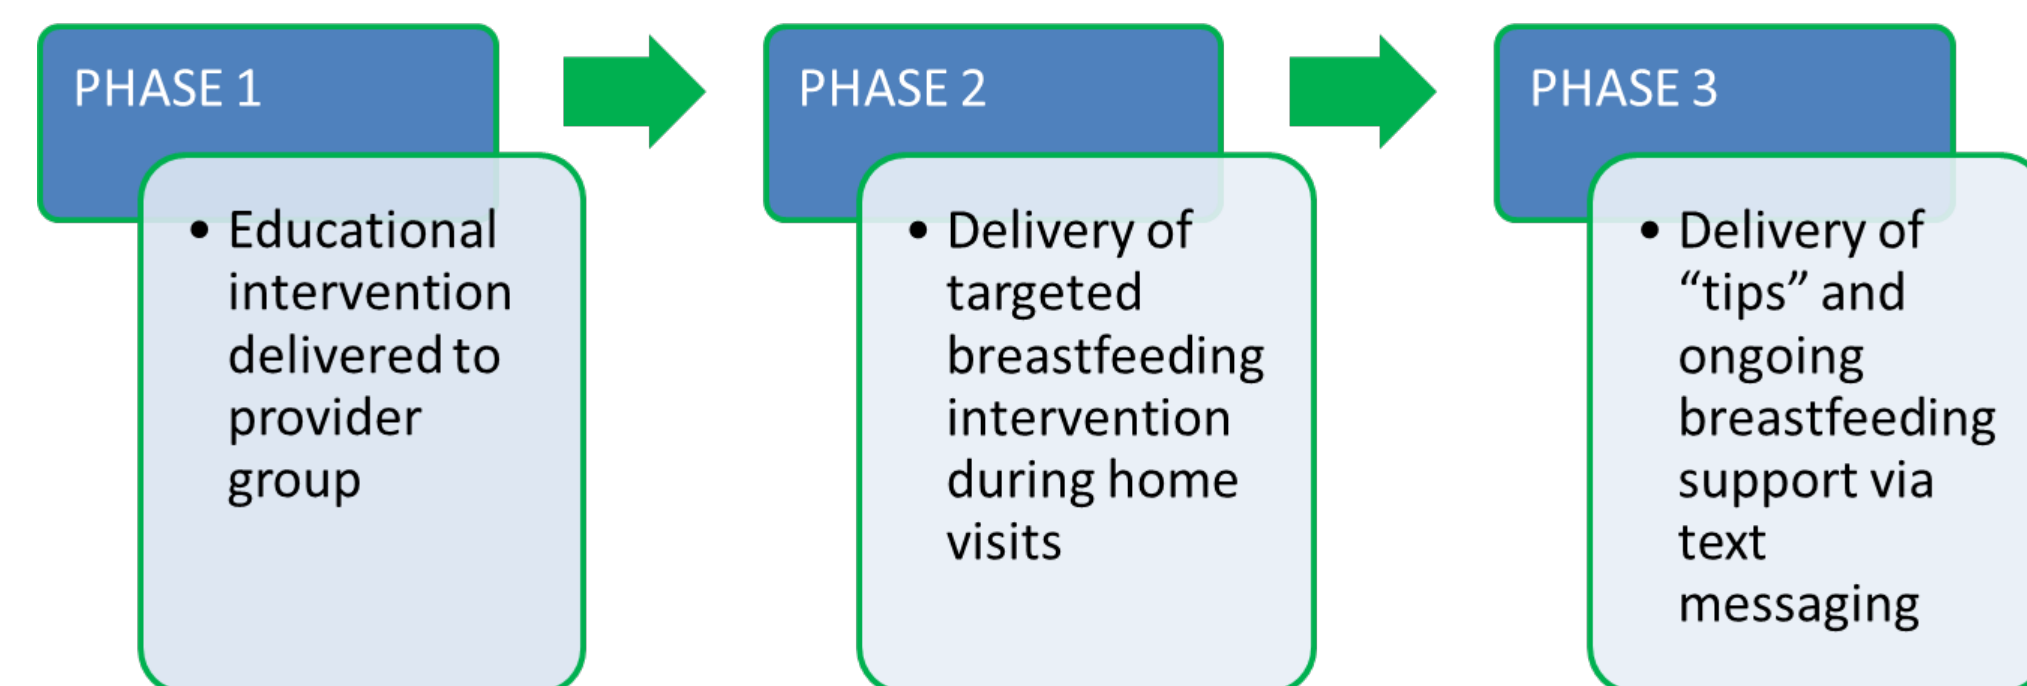 PHASE 1
• Educational
intervention
delivered to
provider
group
PHASE 2
• Delivery of
targeted
breastfeeding
intervention
during home
visits
PHASE 3
• Delivery of
“tips” and
ongoing
breastfeeding
support via
text
messaging